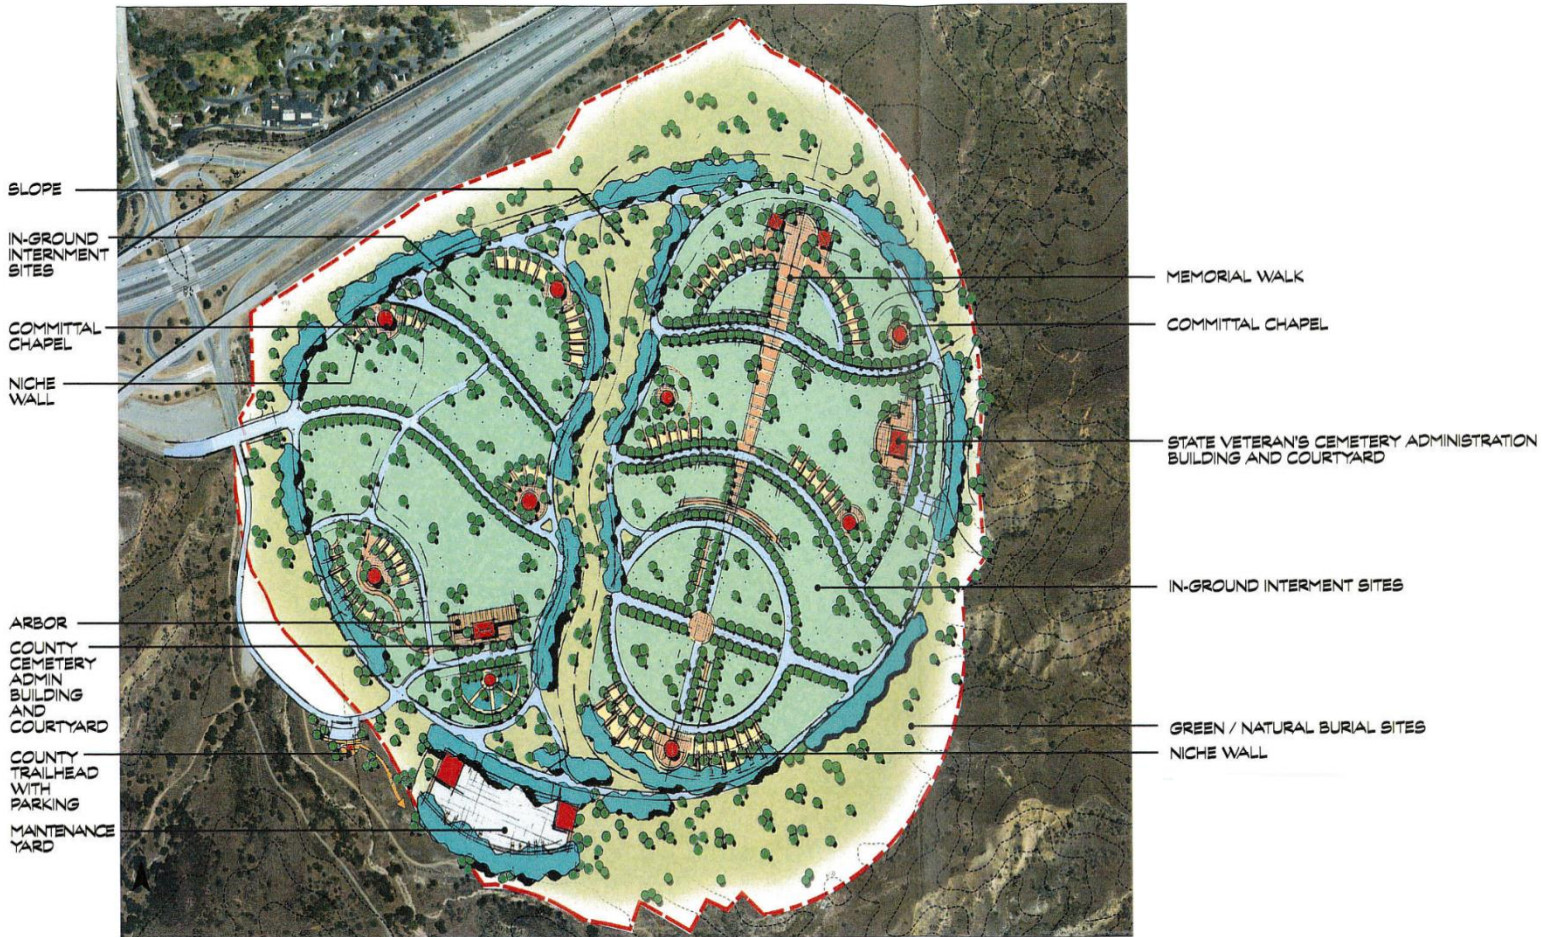 SLOPE
IN-GROUND
INTERNMENT
SITES
COMMITTAL
CHAPEL
NICHE
WALL
ARBOR
COUNTY
CEMETERY
ADMIN
BUILDING
AND
COURTYARD
COUNTY
TRAILHEAD
WITH
PARKING
MAINTENANCE
YARD
MEMORIAL WALK
COMMITTAL CHAPEL
STATE VETERAN'S CEMETERY ADMINISTRATION
BUILDING AND COURTYARD
IN-GROUND INTERMENT SITES
GREEN / NATURAL BURIAL SITES
NICHE WALL